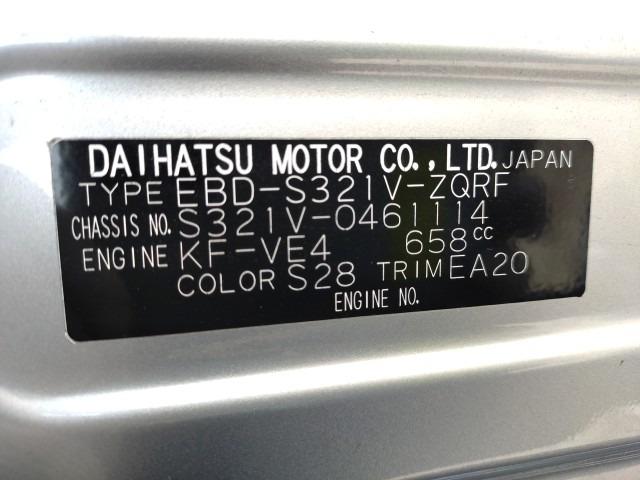 DAIHATSU MOTOR CO., LTD. JAPAN
TYPE EBD-S321V-ZQRF
CHASSIS NO. S321V-0461114
ENGINE KF-VE4 658cc
COLOR S28 TRIM EA20
ENGINE NO.